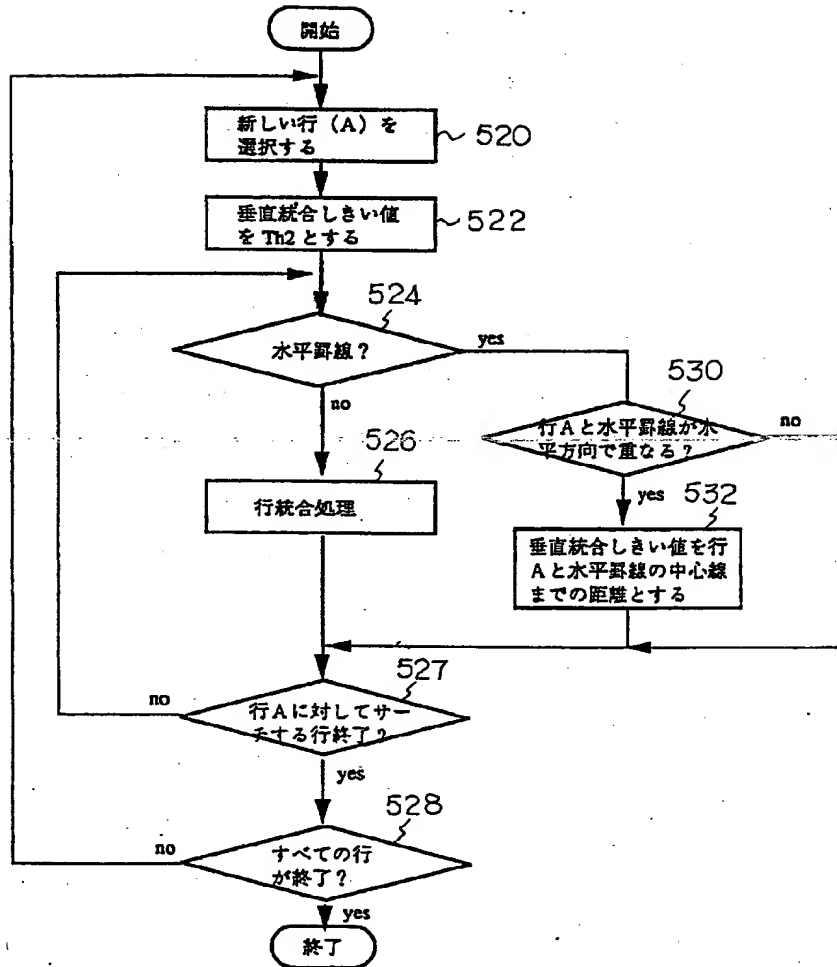 開始
新しい行（A）を
選択する
520
垂直統合しきい値
をTh2とする
522
524
水平罫線？
yes
no
530
行Aと水平罫線が水
平方向で重なる？
no
yes
526
行統合処理
532
垂直統合しきい値を行
Aと水平罫線の中心線
までの距離とする
527
行Aに対してサー
チする行終了？
no
yes
528
すべての行
が終了？
no
yes
終了